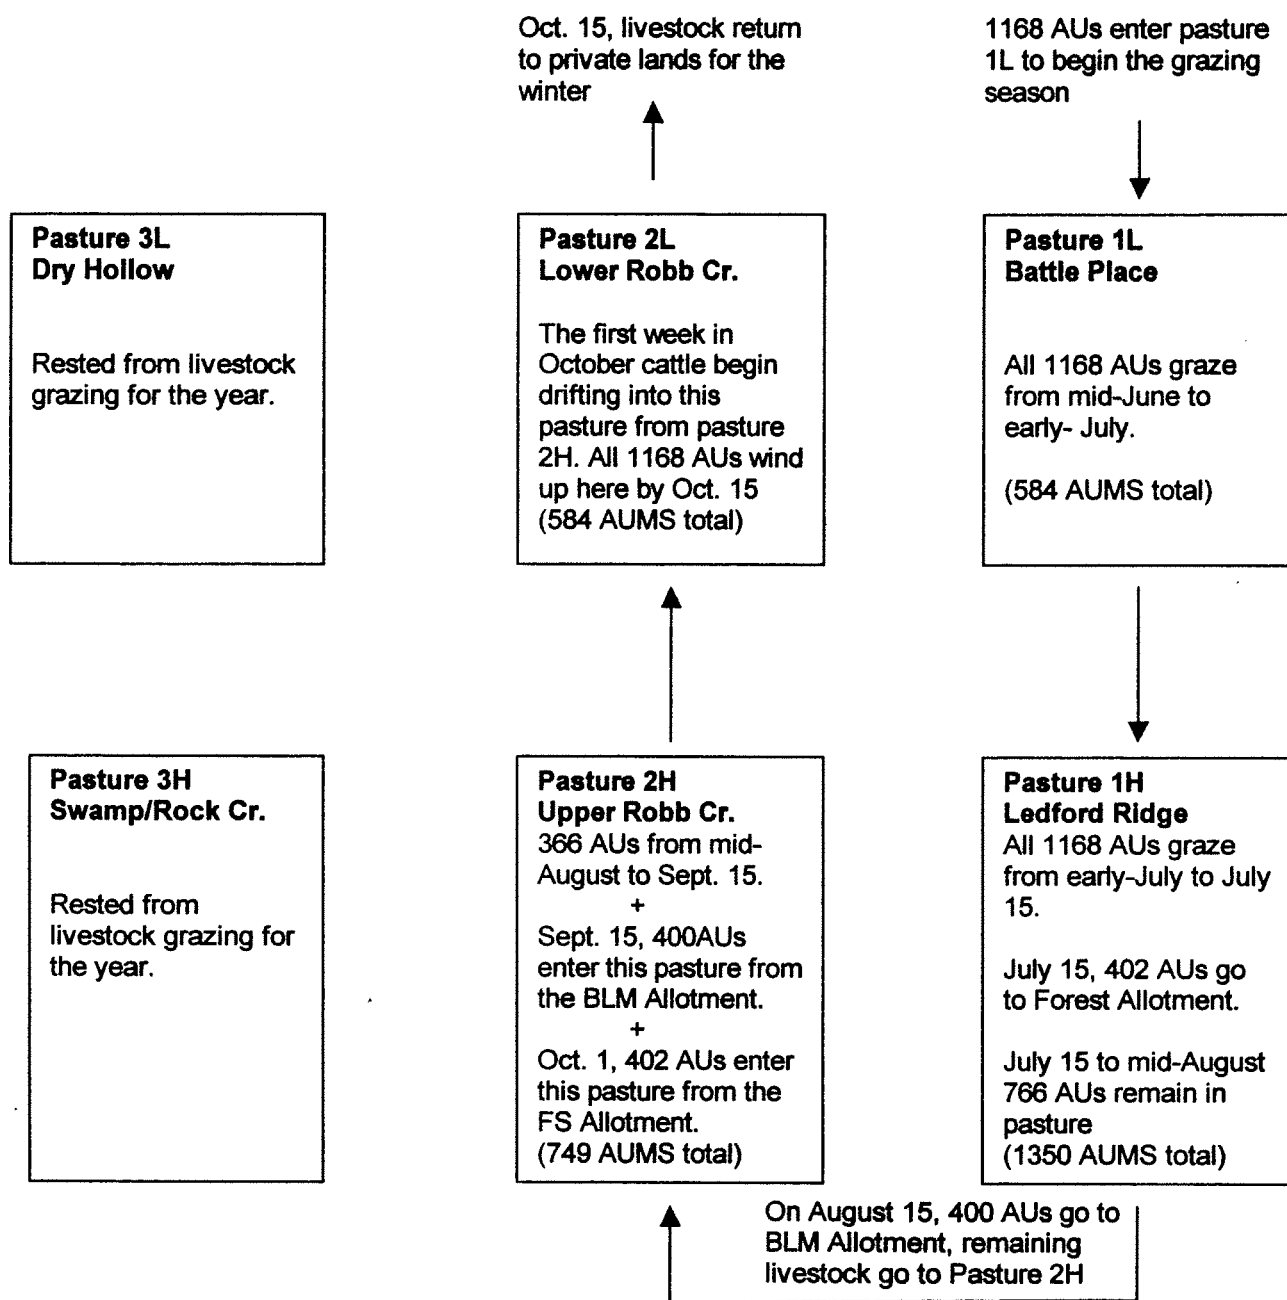 Oct. 15, livestock return
to private lands for the
winter
1168 AUs enter pasture
1L to begin the grazing
season
Pasture 3L
Dry Hollow
Rested from livestock
grazing for the year.
Pasture 2L
Lower Robb Cr.
The first week in
October cattle begin
drifting into this
pasture from pasture
2H. All 1168 AUs wind
up here by Oct. 15
(584 AUMS total)
Pasture 1L
Battle Place
All 1168 AUs graze
from mid-June to
early- July.
(584 AUMS total)
Pasture 3H
Swamp/Rock Cr.
Rested from
livestock grazing for
the year.
Pasture 2H
Upper Robb Cr.
366 AUs from mid-
August to Sept. 15.
+
Sept. 15, 400AUs
enter this pasture from
the BLM Allotment.
+
Oct. 1, 402 AUs enter
this pasture from the
FS Allotment.
(749 AUMS total)
Pasture 1H
Ledford Ridge
All 1168 AUs graze
from early-July to July
15.
July 15, 402 AUs go
to Forest Allotment.
July 15 to mid-August
766 AUs remain in
pasture
(1350 AUMS total)
On August 15, 400 AUs go to
BLM Allotment, remaining
livestock go to Pasture 2H